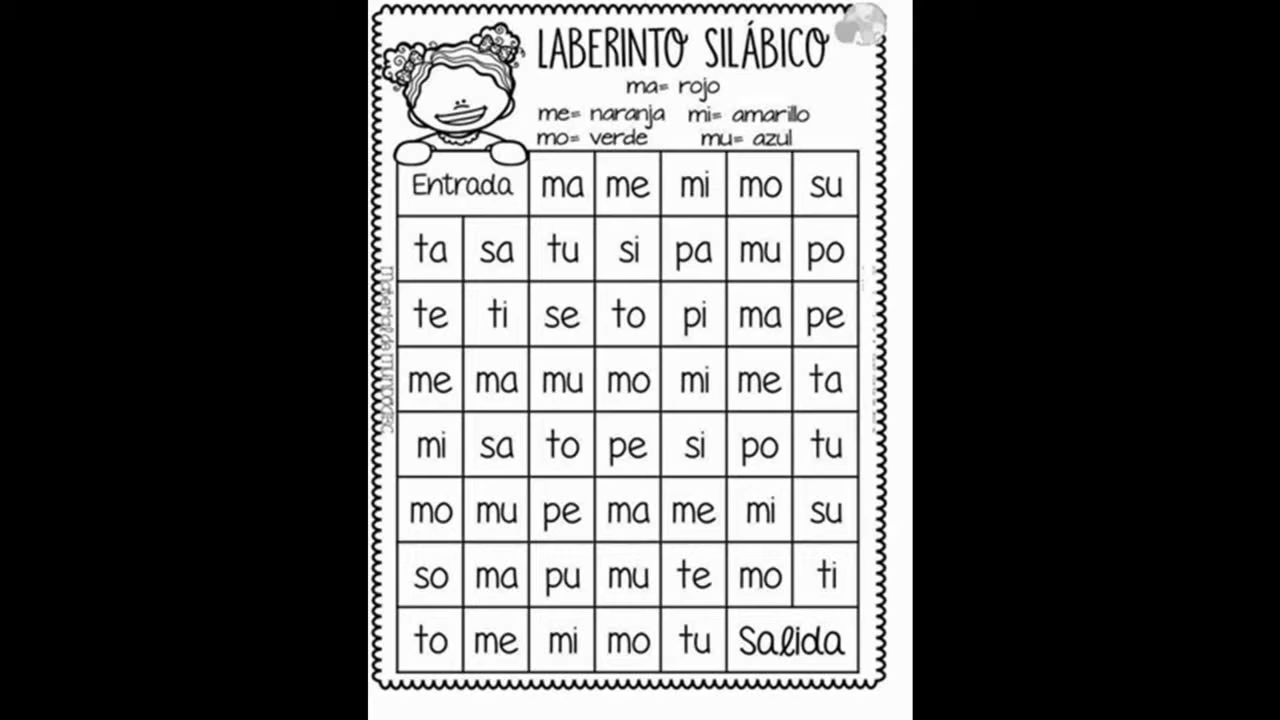 LABERINTO SILÁBICO
ma= rojo
me= naranja mi= amarillo
mo= verde mu= azul
Entrada ma me mi mo su
ta sa tu si pa mu po
te ti se to pi ma pe
me ma mu mo mi me ta
mi sa to pe si po tu
mo mu pe ma me mi su
so ma pu mu te mo ti
to me mi mo tu Salida